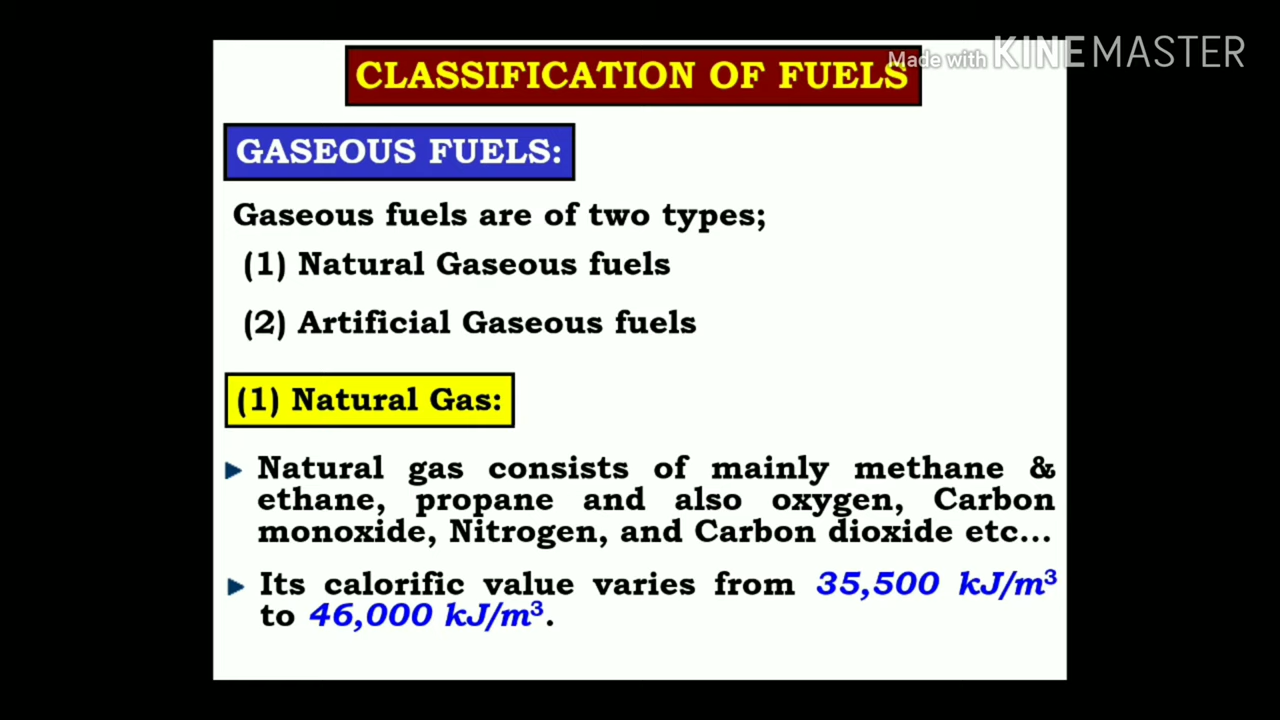 Made with KINEMASTER
CLASSIFICATION OF FUELS
GASEOUS FUELS:
Gaseous fuels are of two types;
(1) Natural Gaseous fuels
(2) Artificial Gaseous fuels
(1) Natural Gas:
Natural gas consists of mainly methane &
ethane, propane and also oxygen, Carbon
monoxide, Nitrogen, and Carbon dioxide etc...
Its calorific value varies from 35,500 kJ/m³
to 46,000 kJ/m³.